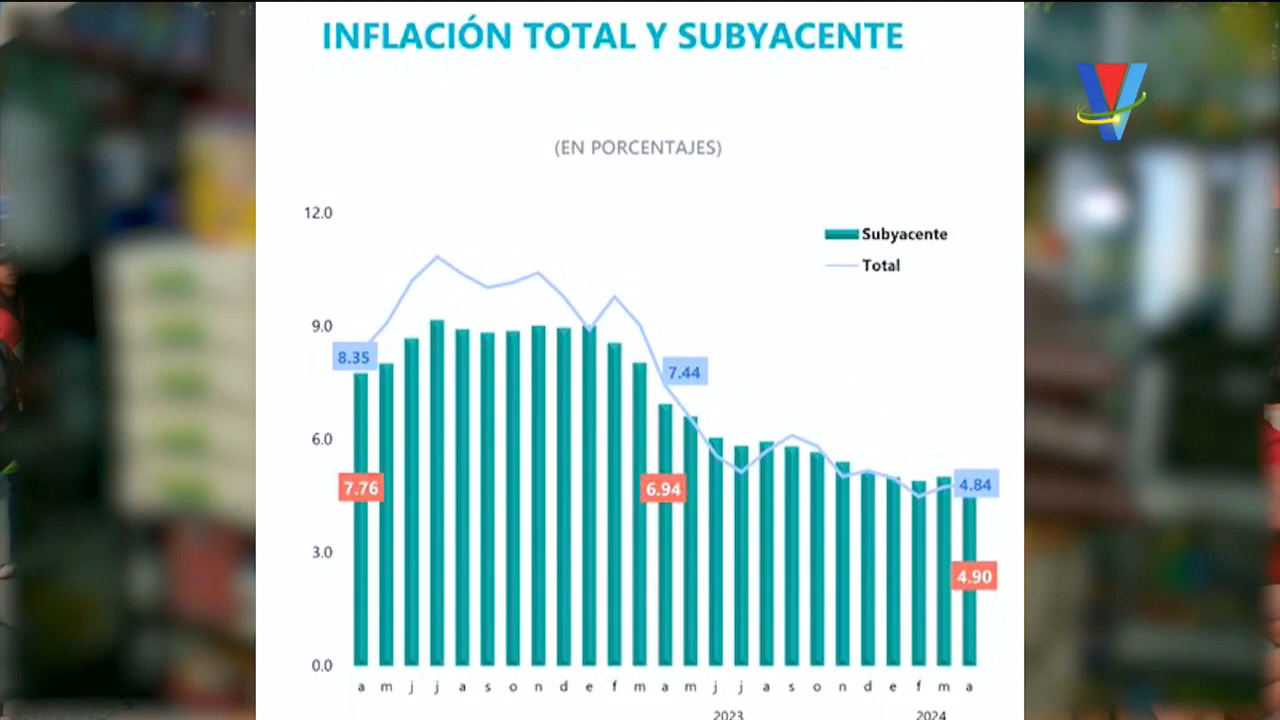 INFLACIÓN TOTAL Y SUBYACENTE
(EN PORCENTAJES)
12.0
Subyacente
Total
9.0
8.35
7.44
6.0
7.76
6.94
4.84
3.0
4.90
0.0
a m j j a s o n d e f m a m j j a s o n d e f m a
2023 2024
V